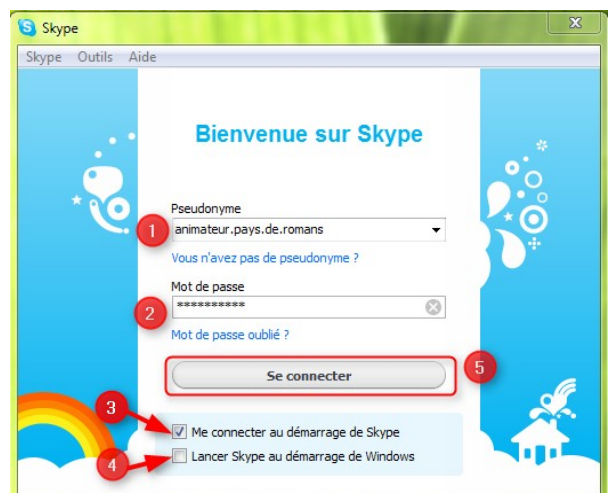 Skype
Skype Outils Aide
Bienvenue sur Skype
Pseudonyme
1 animateur.pays.de.romans
Vous n'avez pas de pseudonyme ?
Mot de passe
2 **********
Mot de passe oublié ?
Se connecter 5
3 Me connecter au démarrage de Skype
4 Lancer Skype au démarrage de Windows